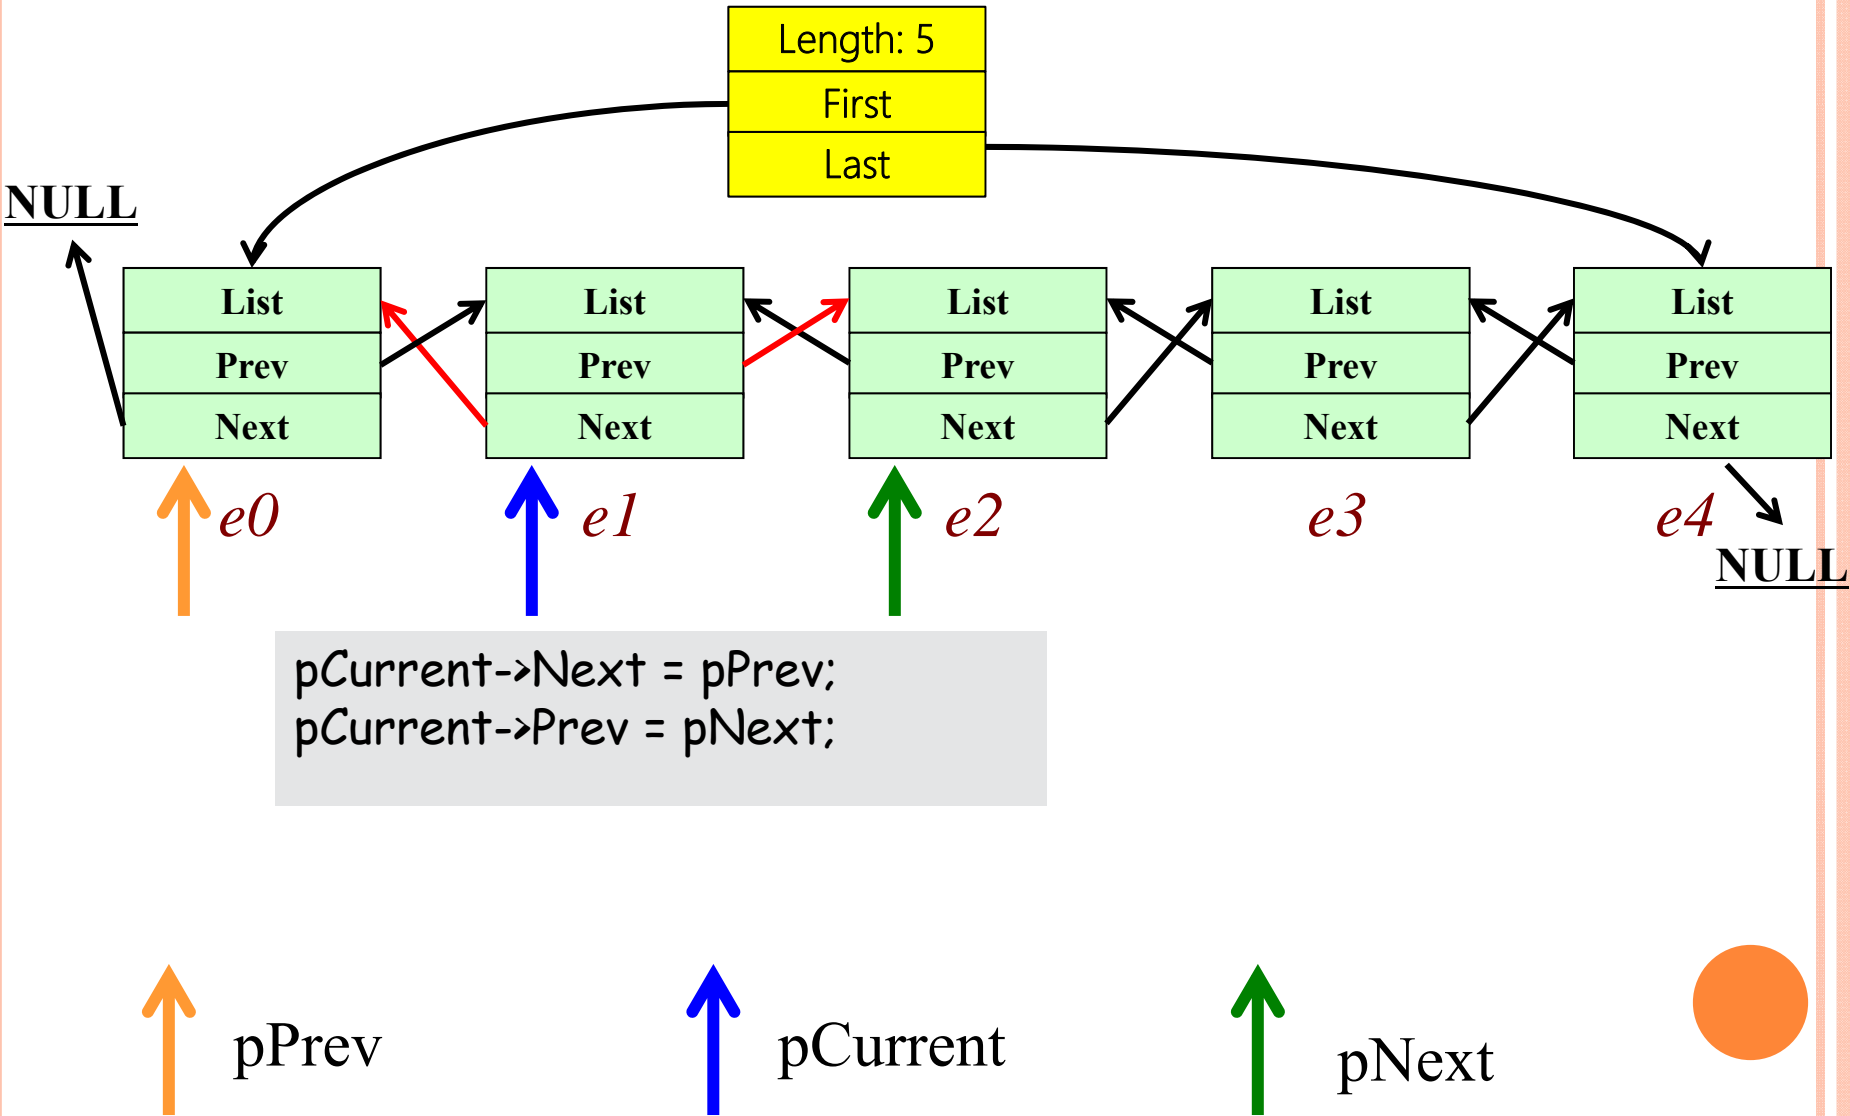 Length: 5
First
Last
NULL
List List List List List
Prev Prev Prev Prev Prev
Next Next Next Next Next
e0 e1 e2 e3 e4
NULL
pCurrent->Next = pPrev;
pCurrent->Prev = pNext;
pPrev pCurrent pNext